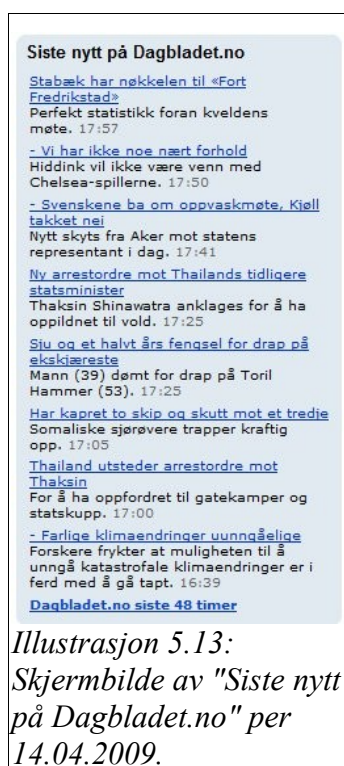 Siste nytt på Dagbladet.no
Stabæk har nøkkelen til «Fort
Fredrikstad»
Perfekt statistikk foran kveldens
møte. 17:57
- Vi har ikke noe nært forhold
Hiddink vil ikke være venn med
Chelsea-spillerne. 17:50
- Svenskene ba om oppvaskmøte, Kjøll
takket nei
Nytt skyts fra Aker mot statens
representant i dag. 17:41
Ny arrestordre mot Thailands tidligere
statsminister
Thaksin Shinawatra anklages for å ha
oppildnet til vold. 17:25
Sju og et halvt års fengsel for drap på
ekskjæreste
Mann (39) dømt for drap på Toril
Hammer (53). 17:25
Har kapret to skip og skutt mot et tredje
Somaliske sjørøvere trapper kraftig
opp. 17:05
Thailand utsteder arrestordre mot
Thaksin
For å ha oppfordret til gatekamper og
statskupp. 17:00
- Farlige klimaendringer uunngåelige
Forskere frykter at muligheten til å
unngå katastrofale klimaendringer er i
ferd med å gå tapt. 16:39
Dagbladet.no siste 48 timer
Illustrasjon 5.13:
Skjermbilde av "Siste nytt
på Dagbladet.no" per
14.04.2009.